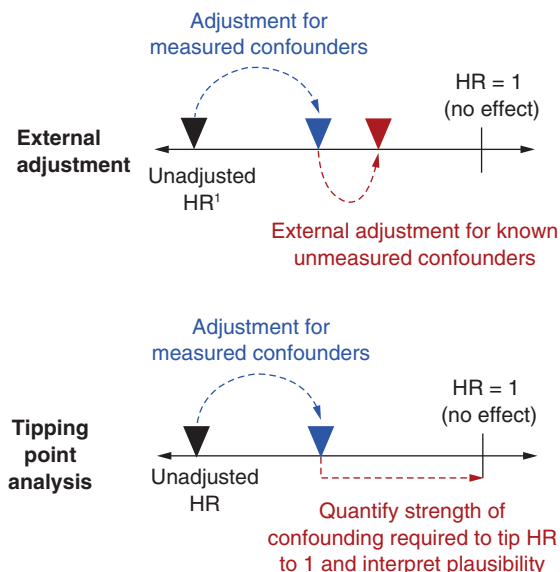 Adjustment for
measured confounders
HR = 1
(no effect)
External
adjustment
Unadjusted
HR¹
External adjustment for known
unmeasured confounders
Adjustment for
measured confounders
HR = 1
(no effect)
Tipping
point
analysis
Unadjusted
HR
Quantify strength of
confounding required to tip HR
to 1 and interpret plausibility